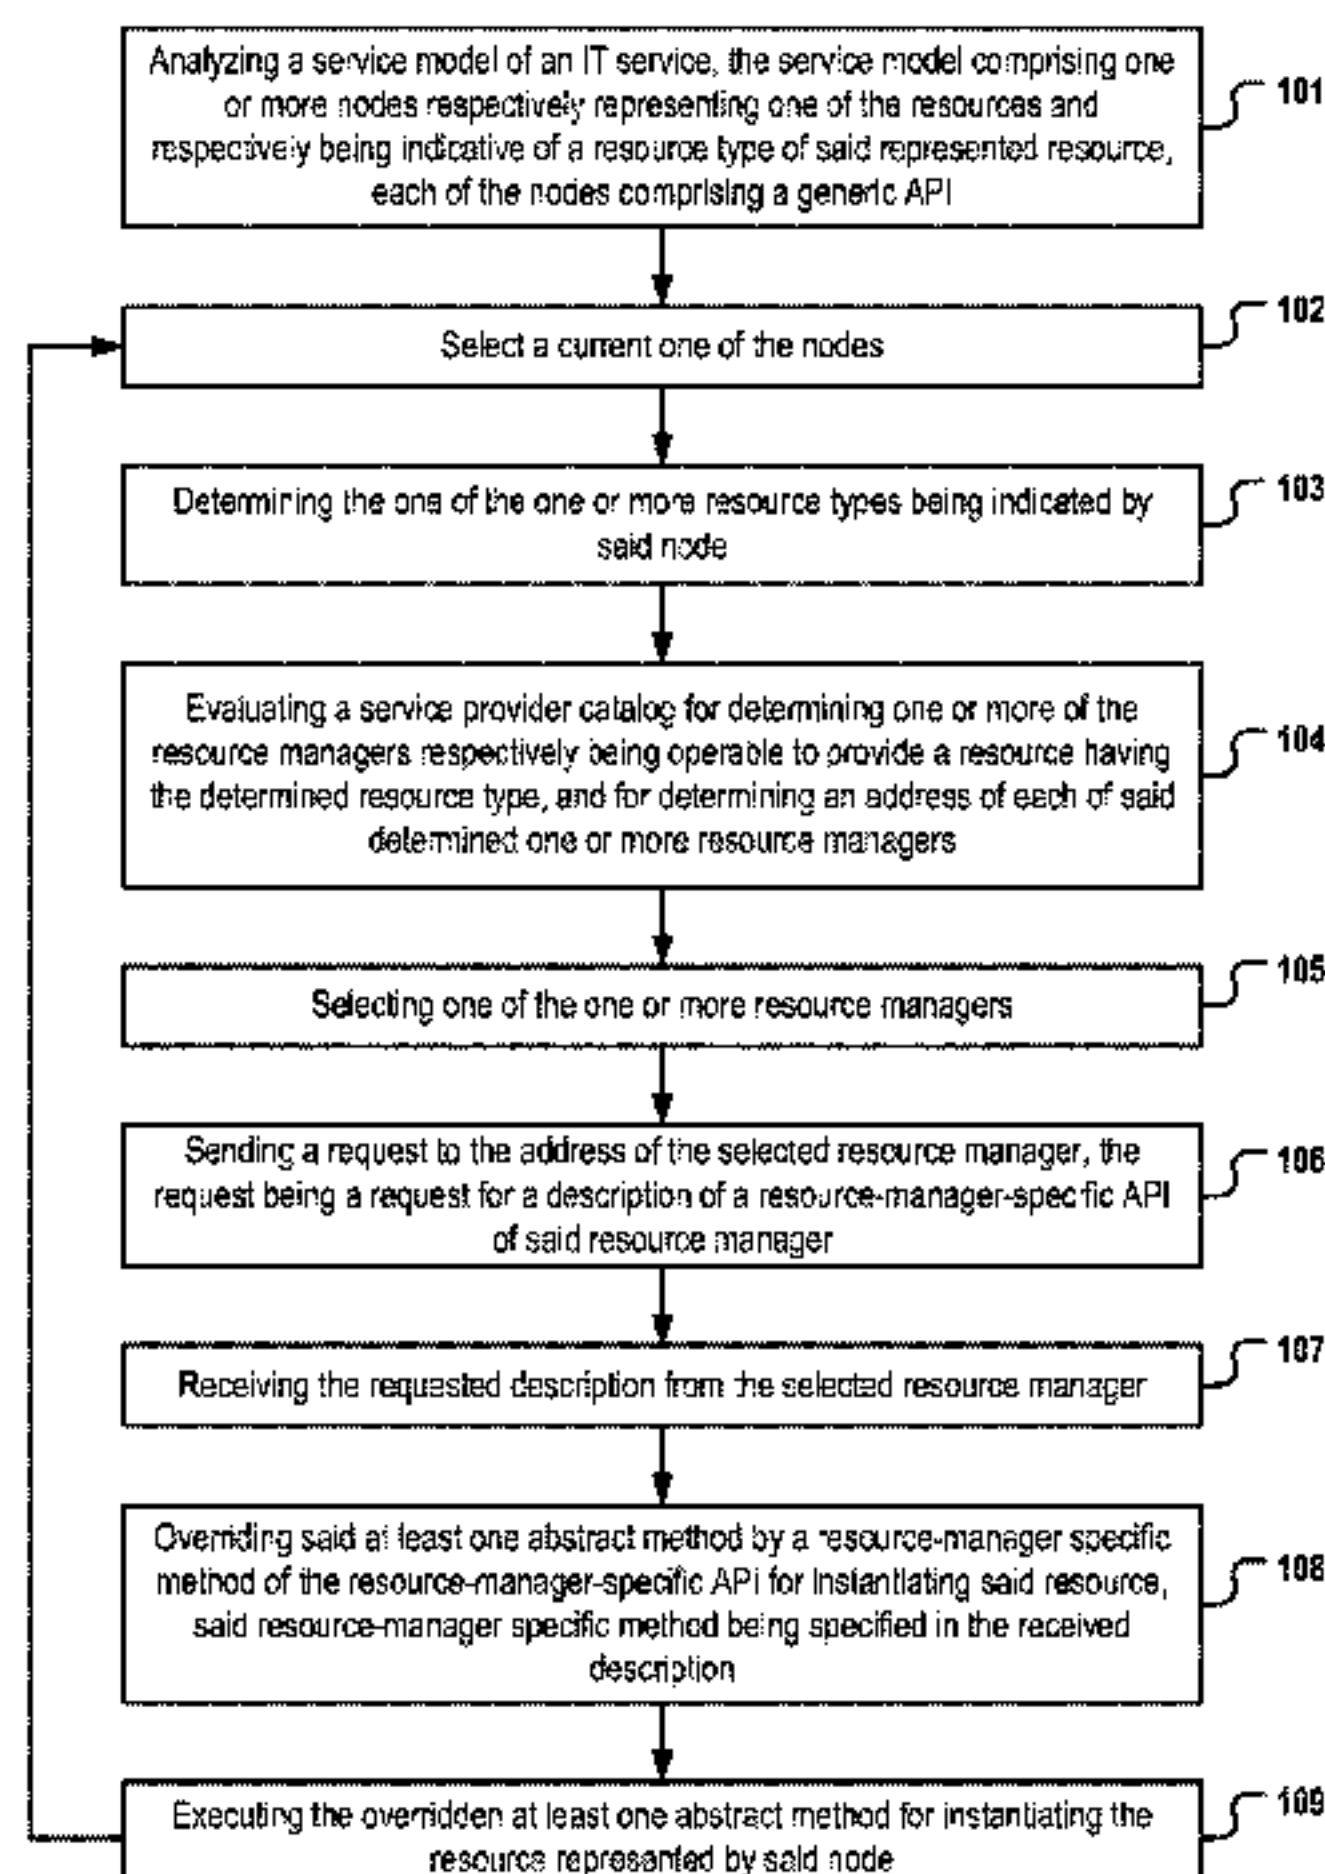 Analyzing a service model of an IT service, the service model comprising one
or more nodes respectively representing one of the resources and
respectively being indicative of a resource type of said represented resource,
each of the nodes comprising a generic API
101
Select a current one of the nodes
102
Determining the one of the one or more resource types being indicated by
said node
103
Evaluating a service provider catalog for determining one or more of the
resource managers respectively being operable to provide a resource having
the determined resource type, and for determining an address of each of said
determined one or more resource managers
104
Selecting one of the one or more resource managers
105
Sending a request to the address of the selected resource manager, the
request being a request for a description of a resource-manager-specific API
of said resource manager
106
Receiving the requested description from the selected resource manager
107
Overriding said at least one abstract method by a resource-manager specific
method of the resource-manager-specific API for instantiating said resource,
said resource-manager specific method being specified in the received
description
108
Executing the overridden at least one abstract method for instantiating the
resource represented by said node
109